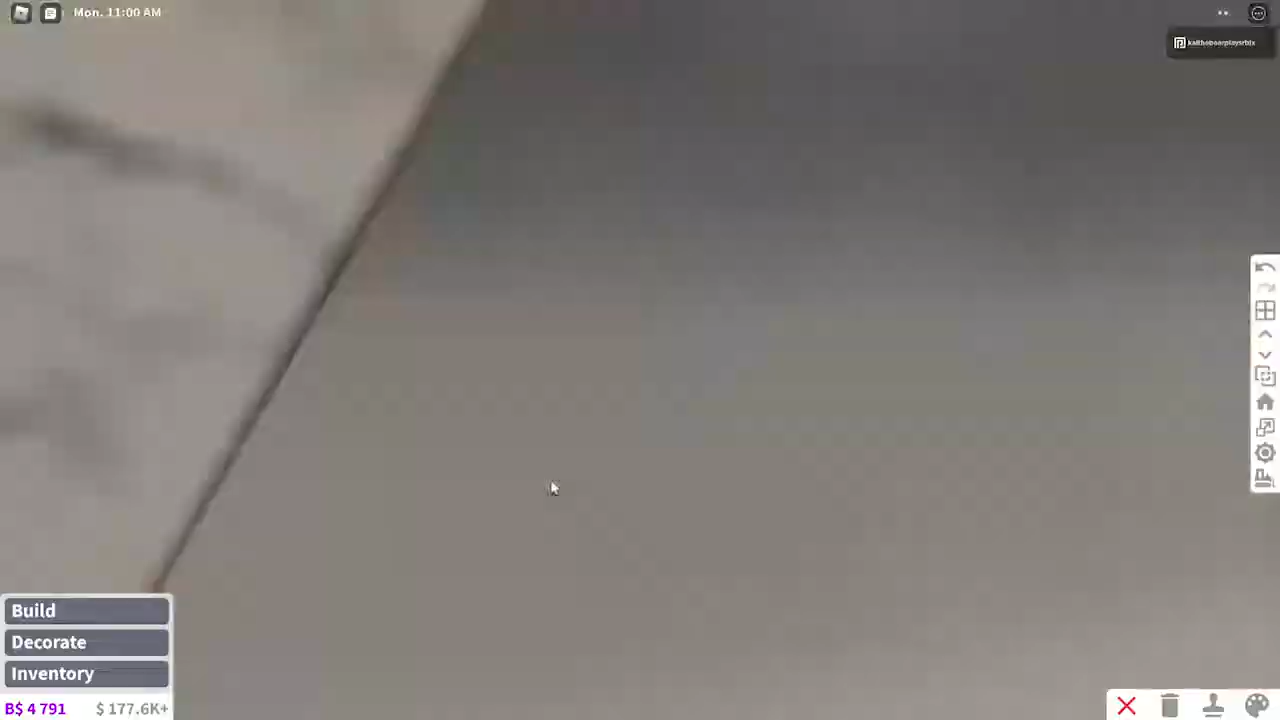 Mon. 11:00 AM
Build
Decorate
Inventory
B$ 4 791 $ 177.6K+